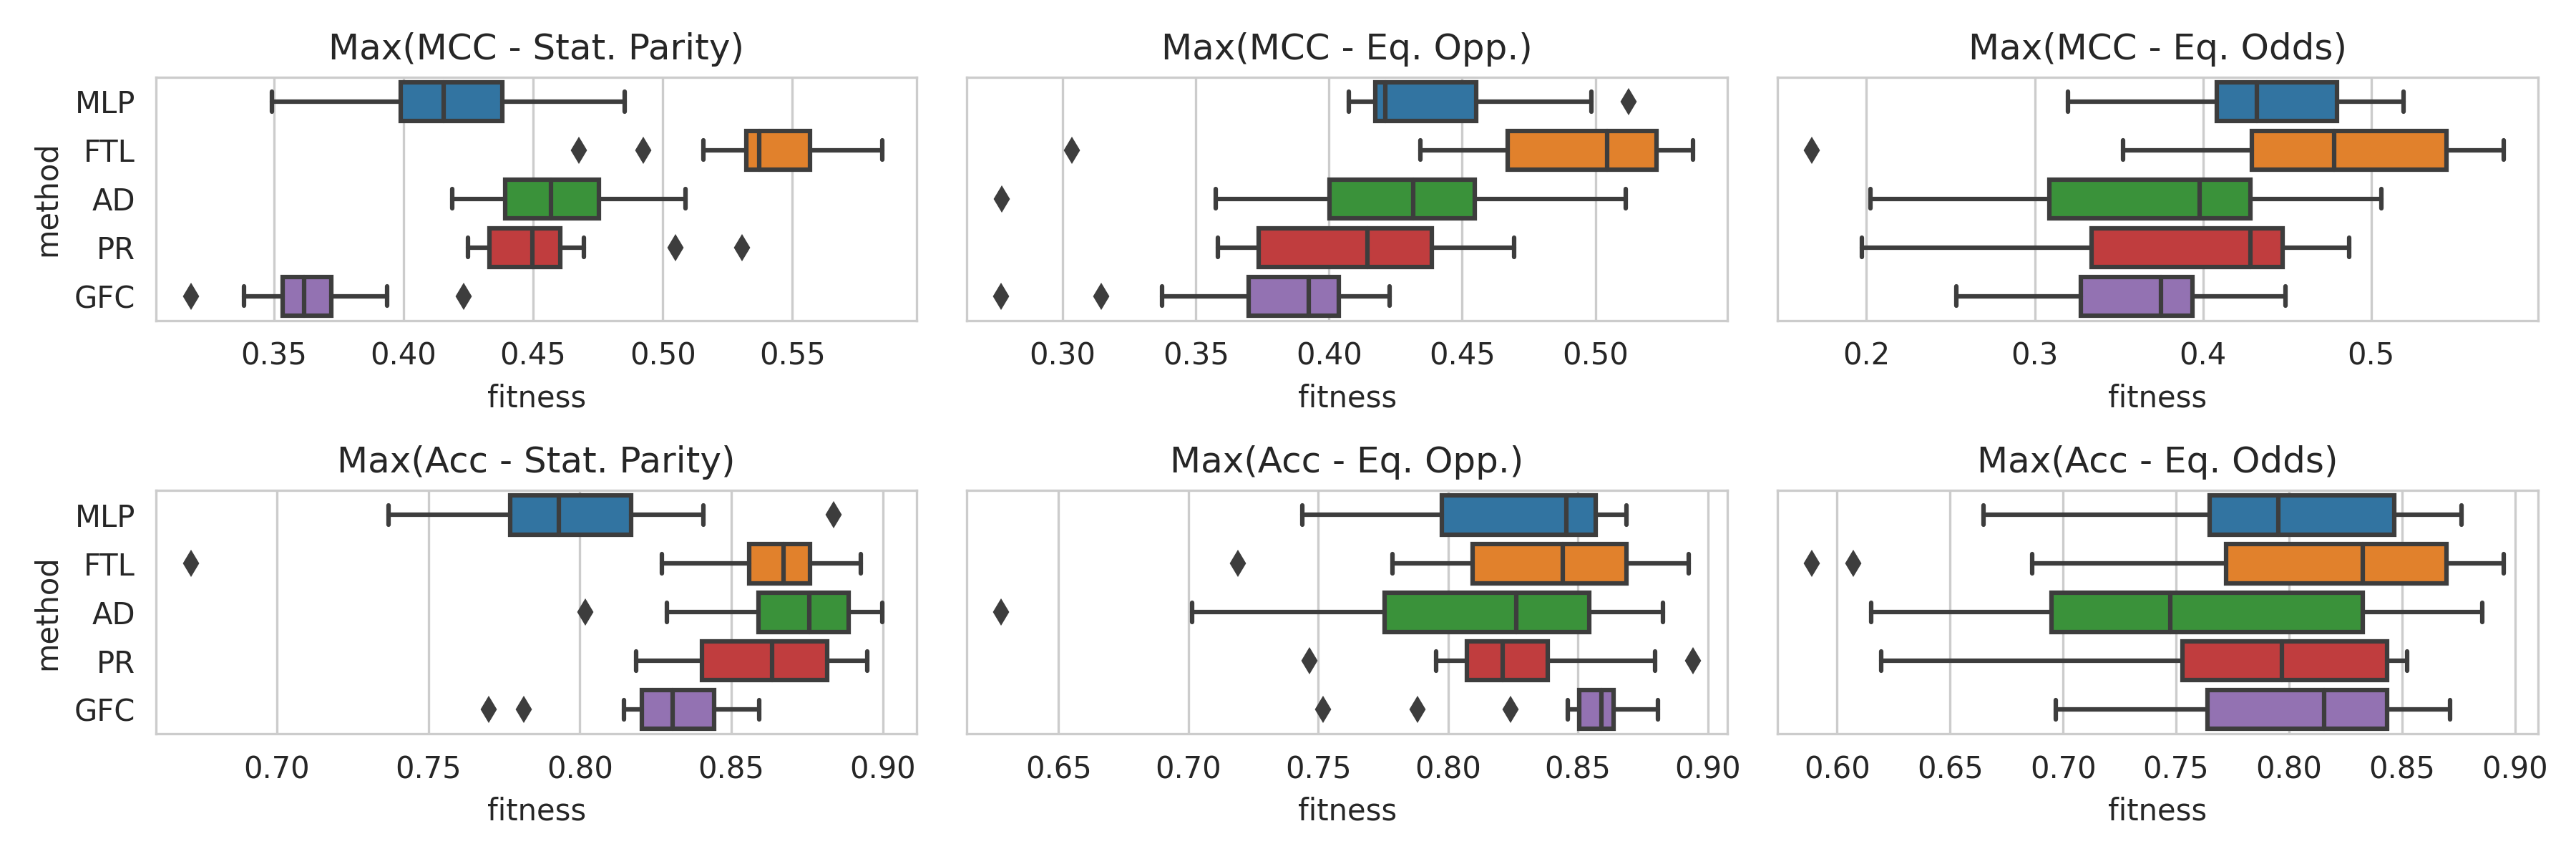 Max(MCC - Stat. Parity)
Max(MCC - Eq. Opp.)
Max(MCC - Eq. Odds)
method
MLP
FTL
AD
PR
GFC
0.35 0.40 0.45 0.50 0.55
0.30 0.35 0.40 0.45 0.50
0.2 0.3 0.4 0.5
fitness
fitness
fitness
Max(Acc - Stat. Parity)
Max(Acc - Eq. Opp.)
Max(Acc - Eq. Odds)
method
MLP
FTL
AD
PR
GFC
0.70 0.75 0.80 0.85 0.90
0.65 0.70 0.75 0.80 0.85 0.90
0.60 0.65 0.70 0.75 0.80 0.85 0.90
fitness
fitness
fitness